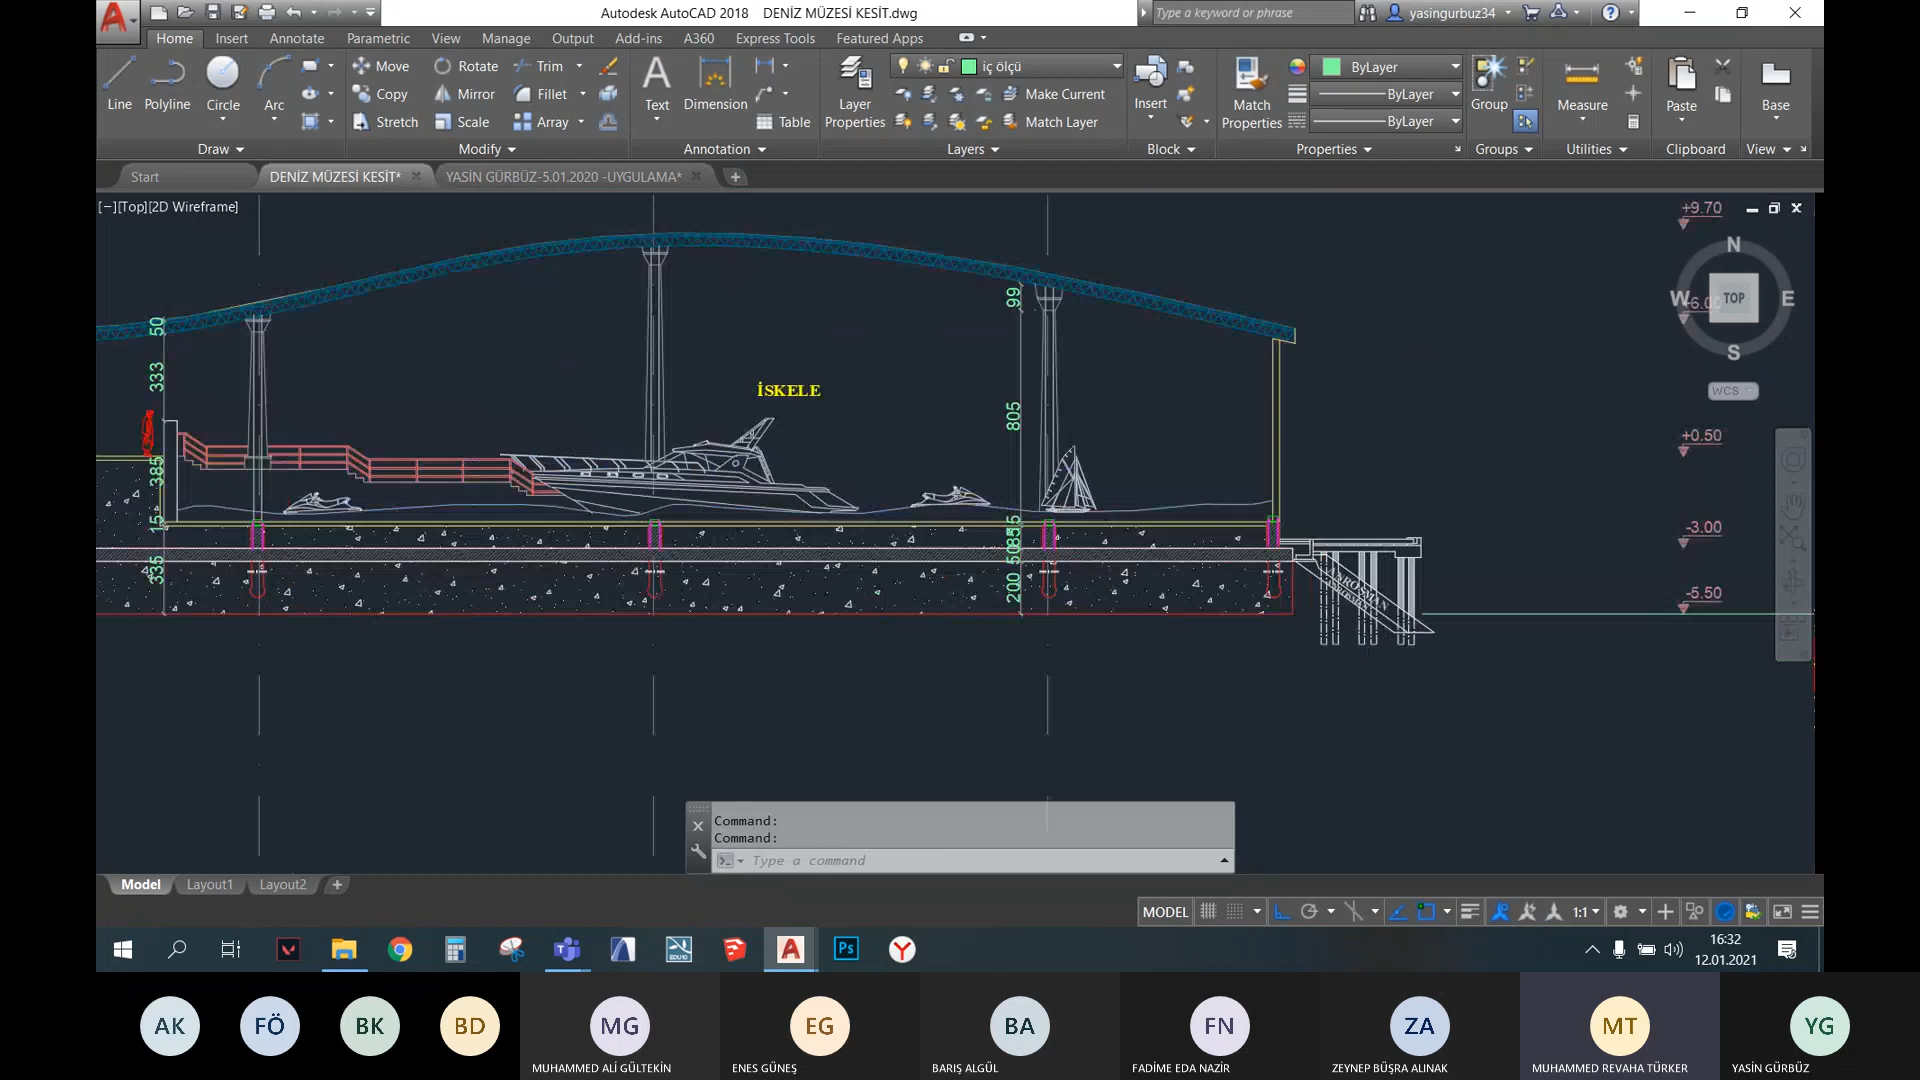 Autodesk AutoCAD 2018 DENİZ MÜZESİ KESİT.dwg
Type a keyword or phrase
yasingurbuz34
Home Insert Annotate Parametric View Manage Output Add-ins A360 Express Tools Featured Apps
Line
Polyline
Circle
Arc
Draw
Move
Rotate
Trim
Copy
Mirror
Fillet
Stretch
Scale
Array
Modify
Text
Dimension
Table
Annotation
Layer Properties
iç ölçü
Make Current
Match Layer
Layers
Insert
Block
Match Properties
ByLayer
ByLayer
ByLayer
Properties
Group
Groups
Measure
Utilities
Paste
Clipboard
Base
View
Start
DENİZ MÜZESİ KESİT*
YASİN GÜRBÜZ-5.01.2020 -UYGULAMA*
[−][Top][2D Wireframe]
+9.70
N
W
TOP
E
S
+6.00
WCS
+0.50
-3.00
-5.50
50
333
385
15
335
99
805
50
200
İSKELE
Command:
Command:
Type a command
Model
Layout1
Layout2
MODEL
1:1
EDU10
Ps
16:32
12.01.2021
AK
FÖ
BK
BD
MG
MUHAMMED ALİ GÜLTEKİN
EG
ENES GÜNEŞ
BA
BARIŞ ALGÜL
FN
FADİME EDA NAZİR
ZA
ZEYNEP BÜŞRA ALINAK
MT
MUHAMMED REVAHA TÜRKER
YG
YASİN GÜRBÜZ